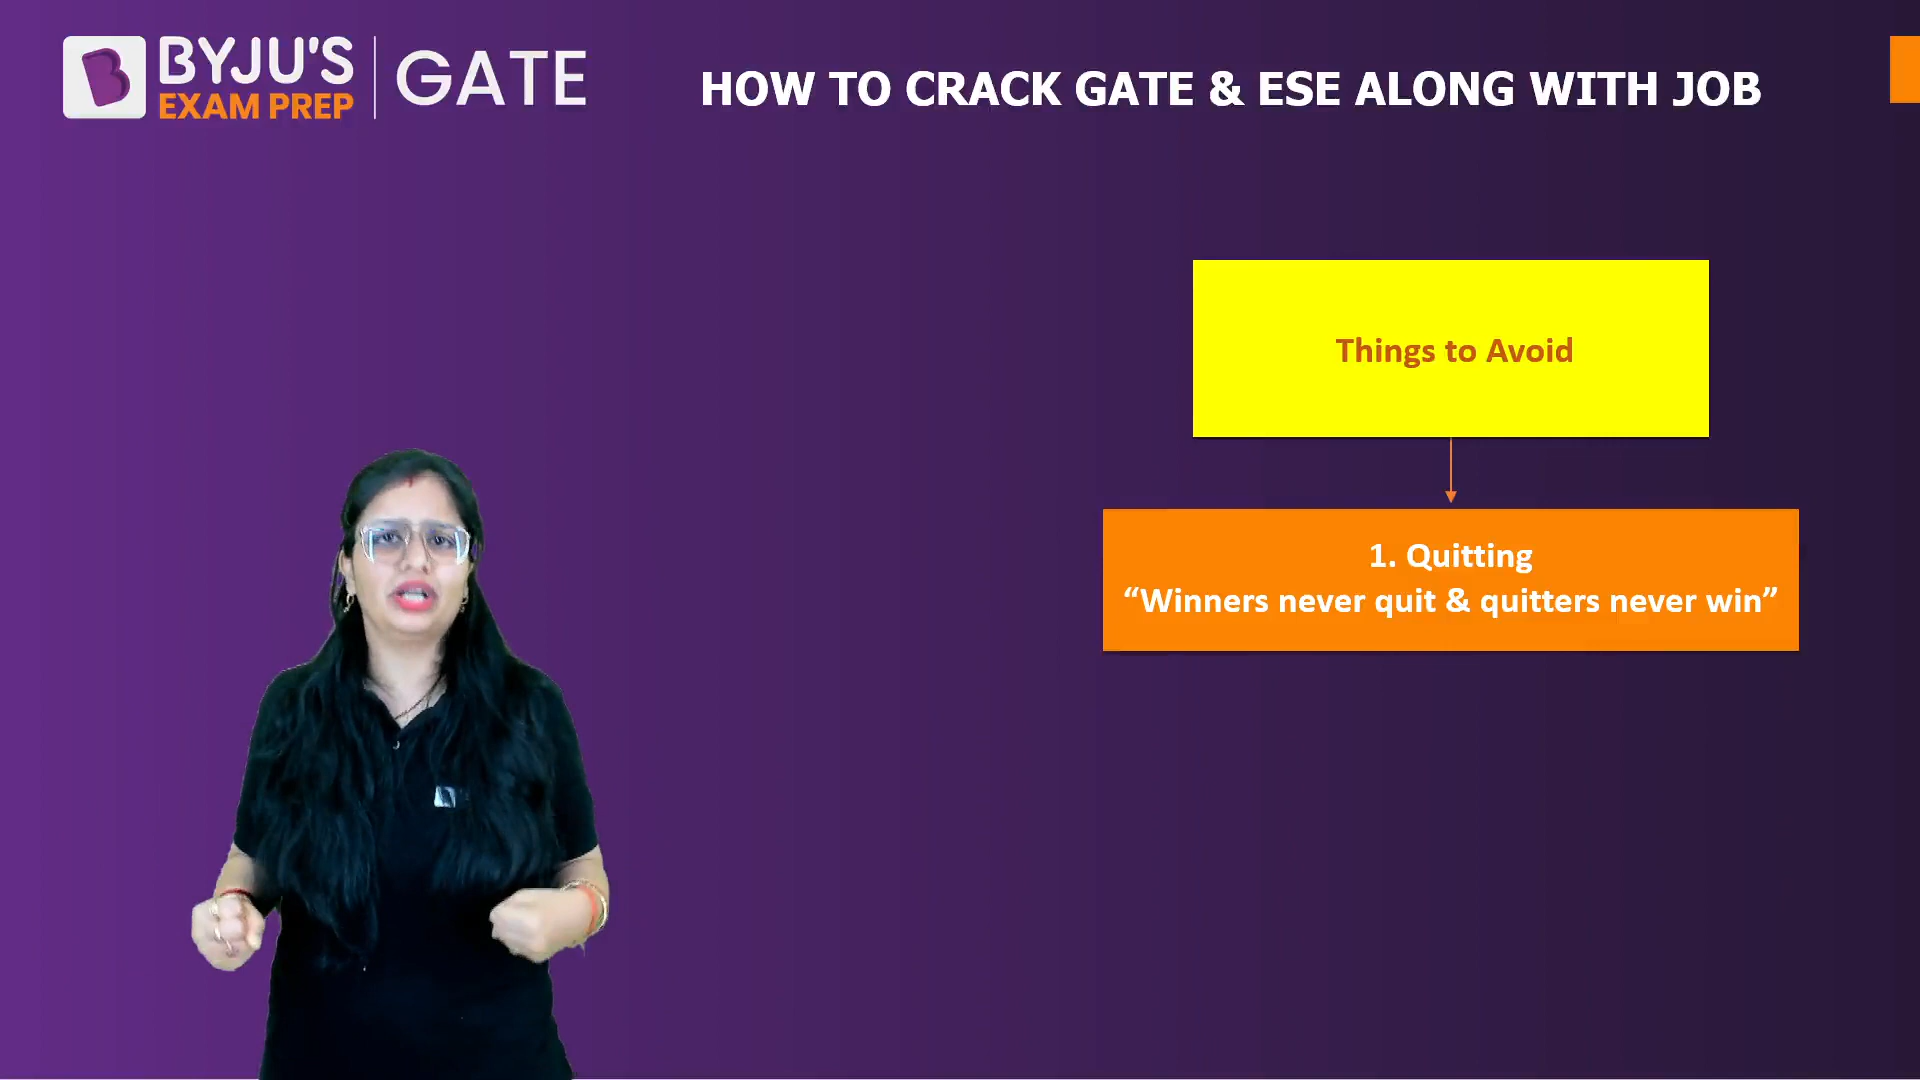 BYJU'S
EXAM PREP
GATE
HOW TO CRACK GATE & ESE ALONG WITH JOB
Things to Avoid
1. Quitting
“Winners never quit & quitters never win”